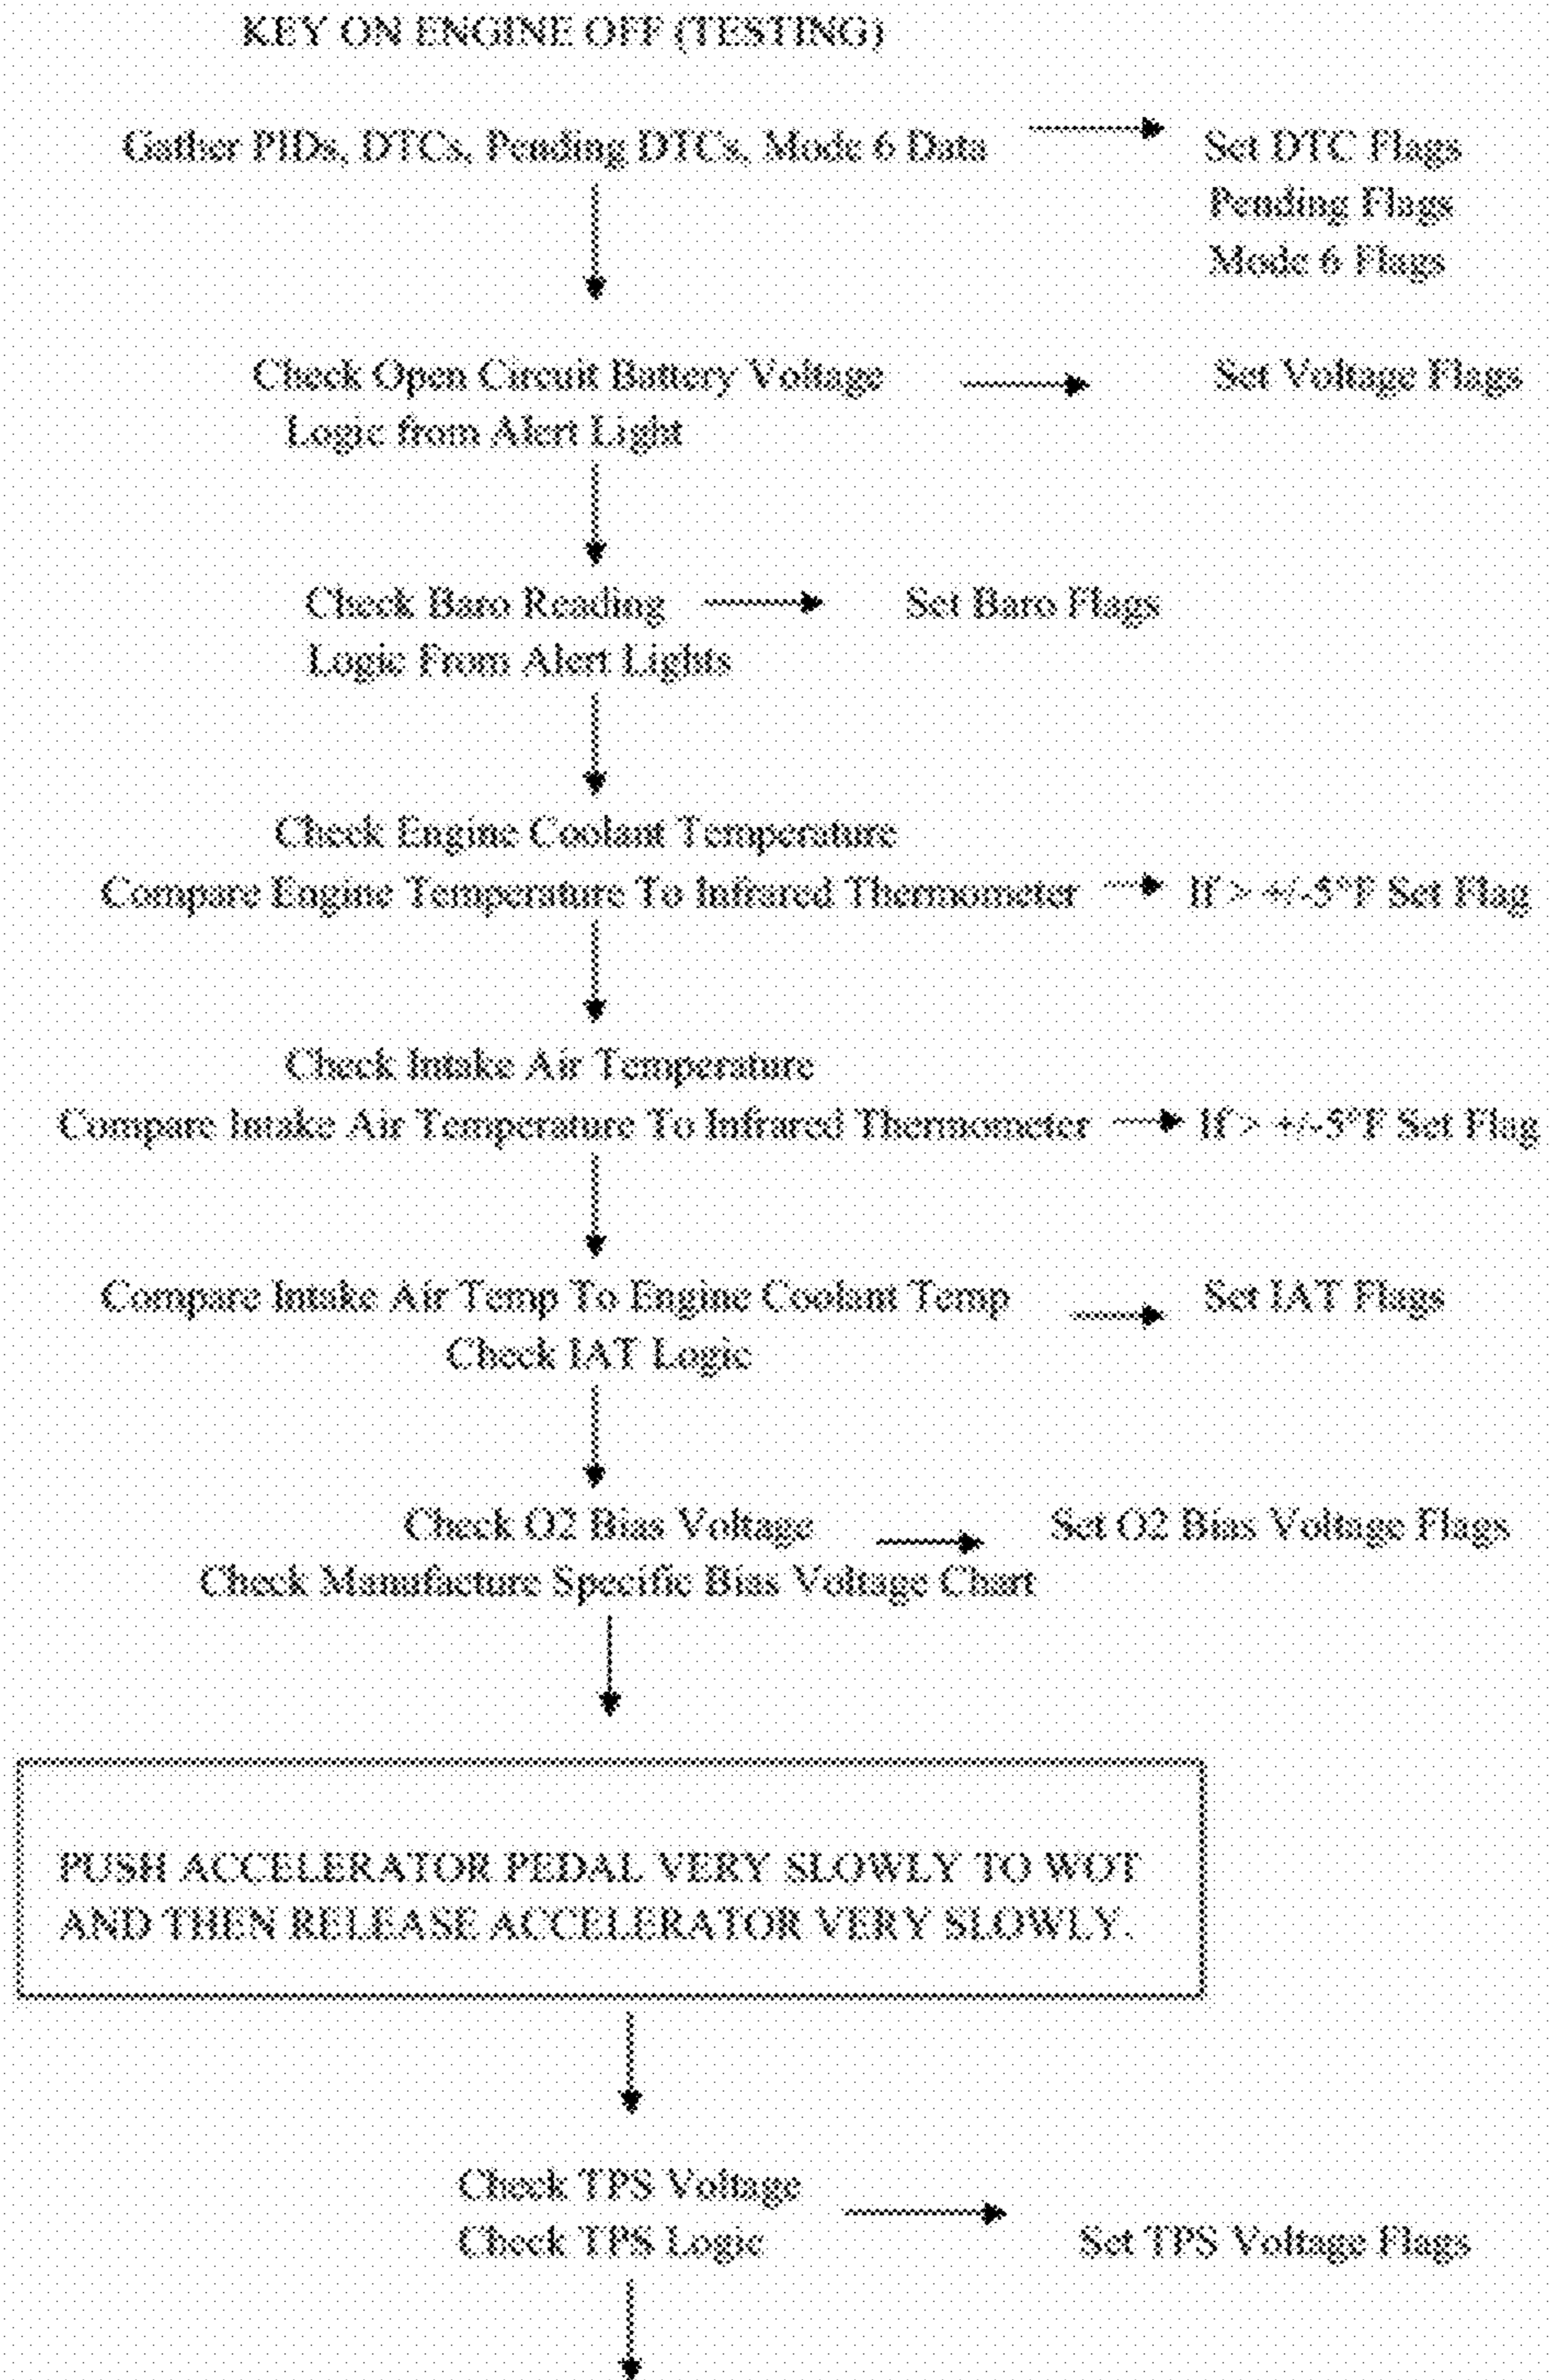 KEY ON ENGINE OFF (TESTING)
Gather PIDs, DTCs, Pending DTCs, Mode 6 Data
Set DTC Flags
Pending Flags
Mode 6 Flags
Check Open Circuit Battery Voltage
Set Voltage Flags
Logic from Alert Light
Check Baro Reading
Set Baro Flags
Logic From Alert Lights
Check Engine Coolant Temperature
Compare Engine Temperature To Infrared Thermometer
If > +/-5°F Set Flag
Check Intake Air Temperature
Compare Intake Air Temperature To Infrared Thermometer
If > +/-5°F Set Flag
Compare Intake Air Temp To Engine Coolant Temp
Set IAT Flags
Check IAT Logic
Check O2 Bias Voltage
Set O2 Bias Voltage Flags
Check Manufacture Specific Bias Voltage Chart
PUSH ACCELERATOR PEDAL VERY SLOWLY TO WOT
AND THEN RELEASE ACCELERATOR VERY SLOWLY.
Check TPS Voltage
Check TPS Logic
Set TPS Voltage Flags